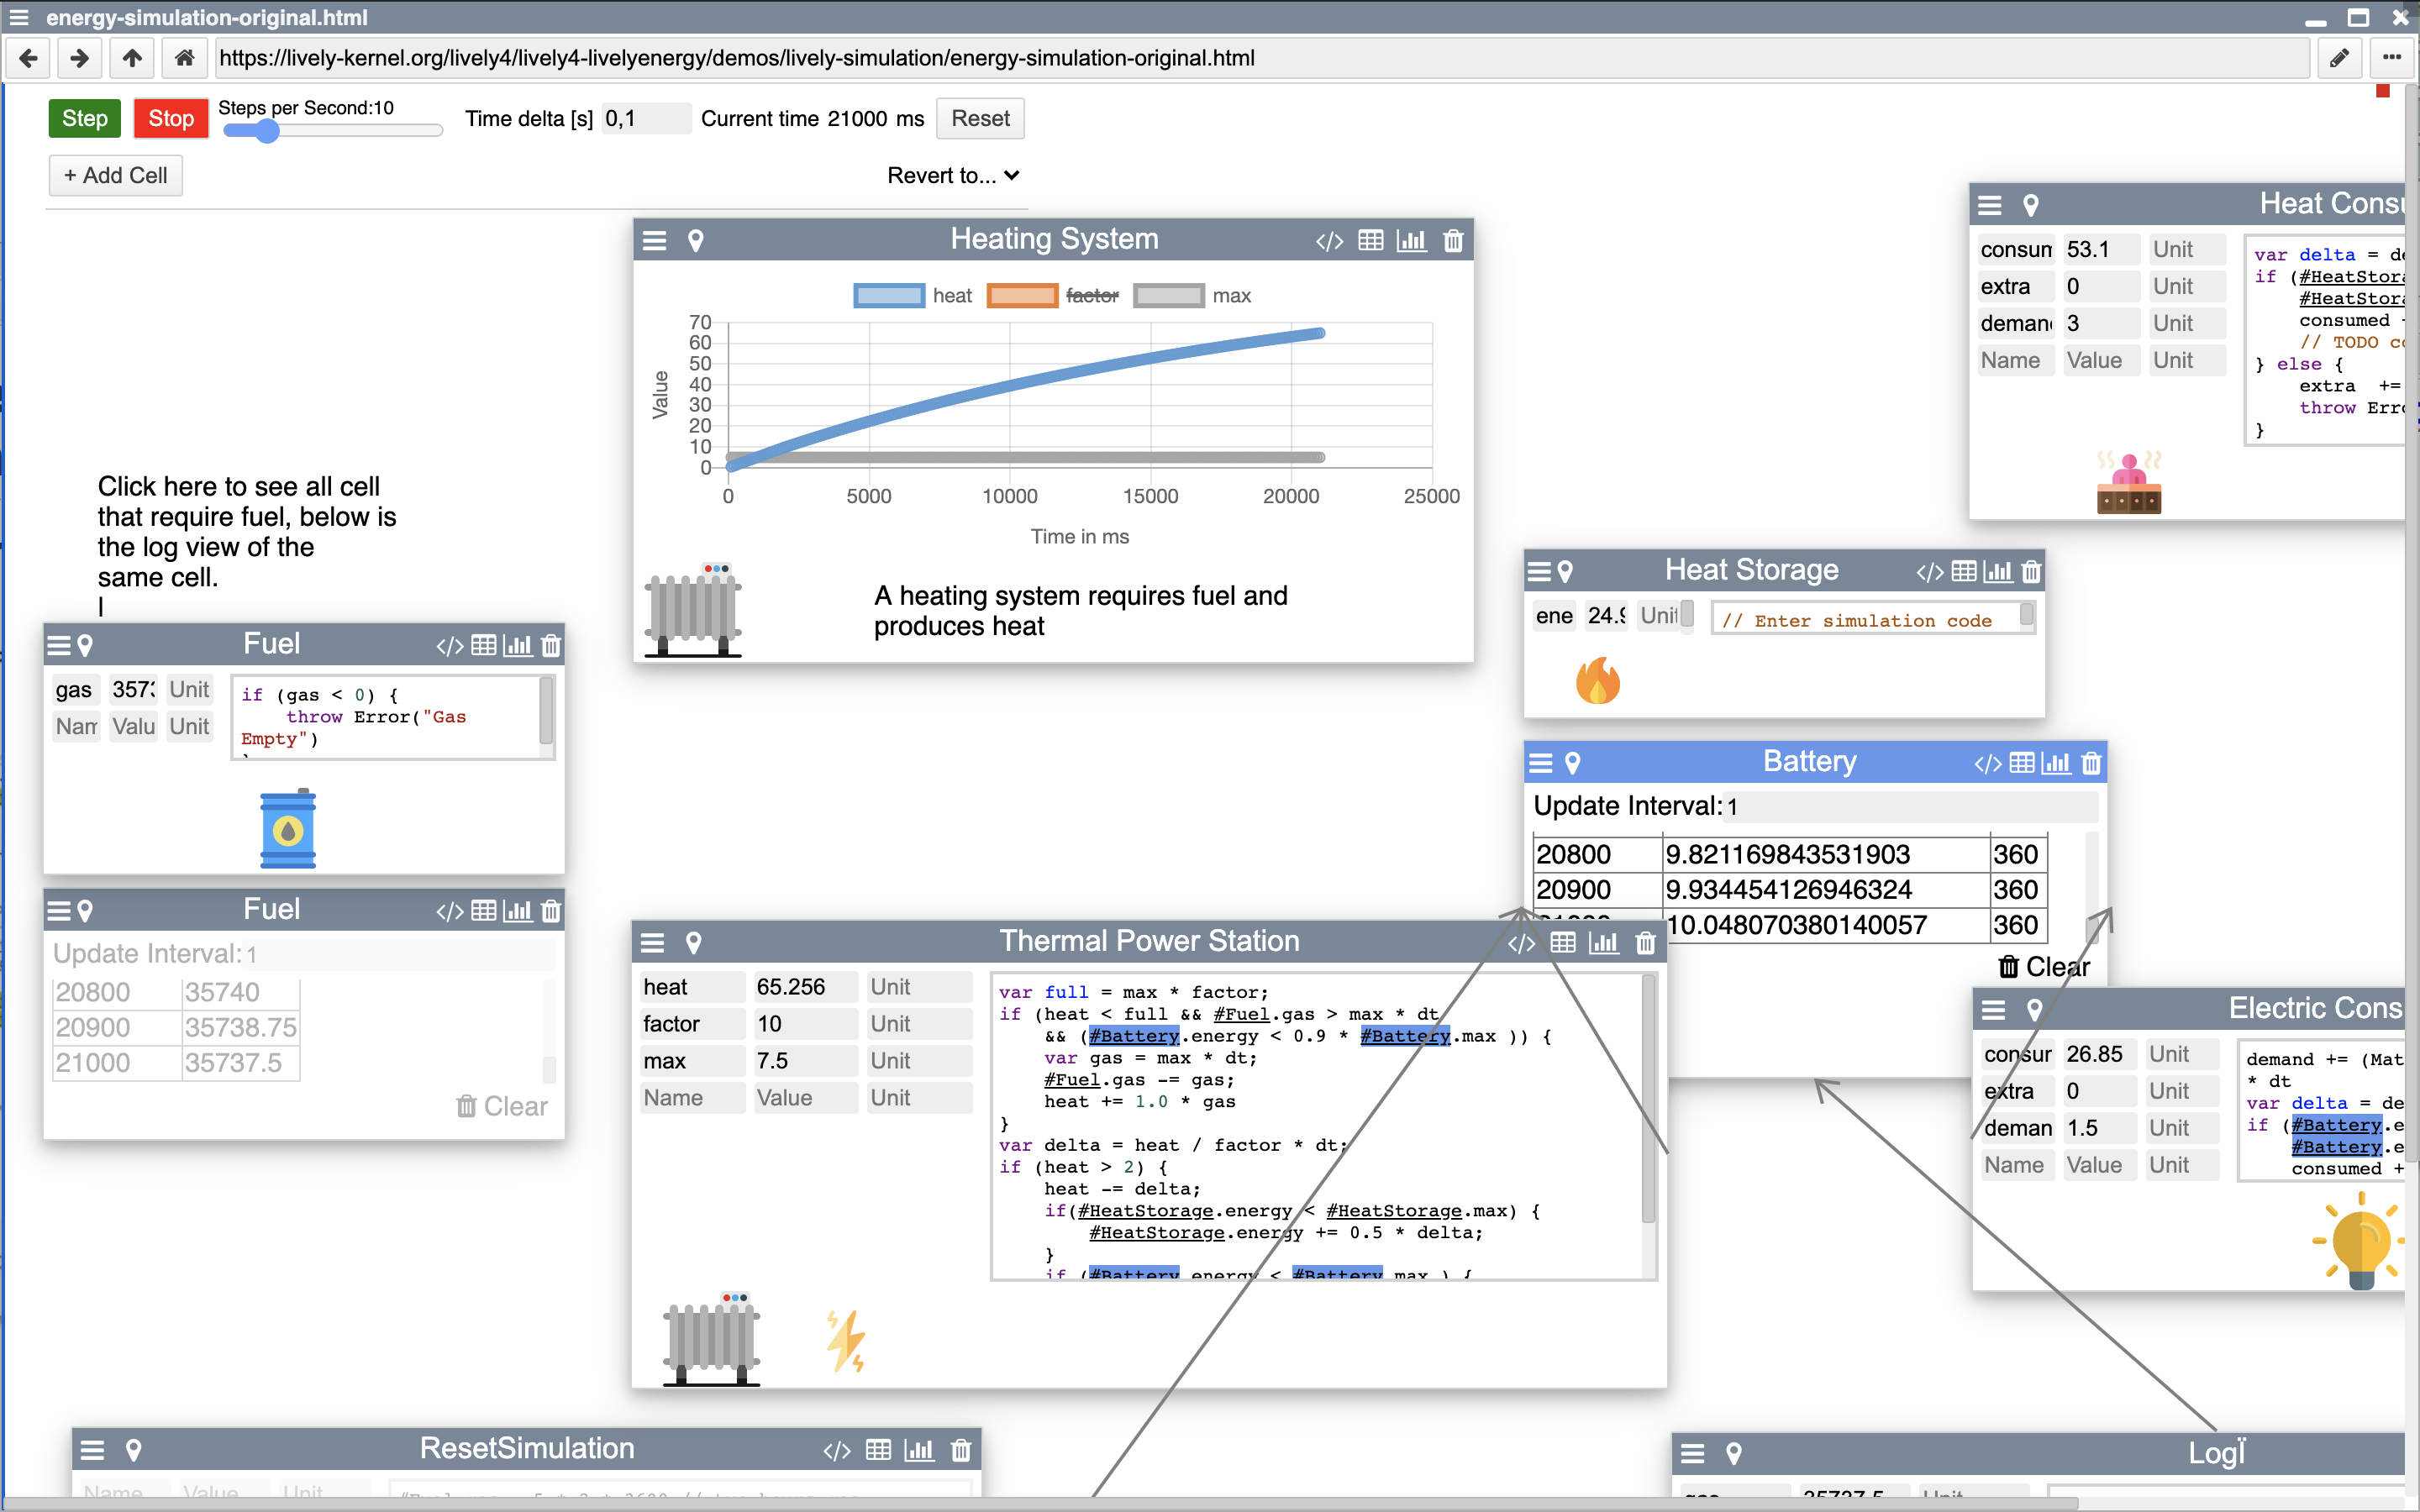 energy-simulation-original.html
https://lively-kernel.org/lively4/lively4-livelyenergy/demos/lively-simulation/energy-simulation-original.html
Step Stop Steps per Second:10 Time delta [s] 0,1 Current time 21000 ms Reset
+ Add Cell Revert to...
Heating System
heat factor max
70
60
50
40
30
20
10
0
Value
0 5000 10000 15000 20000 25000
Time in ms
A heating system requires fuel and
produces heat
Click here to see all cell
that require fuel, below is
the log view of the
same cell.
Fuel
gas 3573 Unit
Nam Valu Unit
if (gas < 0) {
throw Error("Gas
Empty")
Fuel
Update Interval: 1
20800 35740
20900 35738.75
21000 35737.5
Clear
Heat Consu
consum 53.1 Unit
extra 0 Unit
deman 3 Unit
Name Value Unit
var delta = de
if (#HeatStora
#HeatStora
consumed +
// TODO co
} else {
extra +=
throw Erro
}
Heat Storage
ene 24.9 Unit
// Enter simulation code
Battery
Update Interval: 1
20800 9.821169843531903 360
20900 9.934454126946324 360
21000 10.048070380140057 360
Clear
Thermal Power Station
heat 65.256 Unit
factor 10 Unit
max 7.5 Unit
Name Value Unit
var full = max * factor;
if (heat < full && #Fuel.gas > max * dt
&& (#Battery.energy < 0.9 * #Battery.max )) {
var gas = max * dt;
#Fuel.gas -= gas;
heat += 1.0 * gas
}
var delta = heat / factor * dt;
if (heat > 2) {
heat -= delta;
if(#HeatStorage.energy < #HeatStorage.max) {
#HeatStorage.energy += 0.5 * delta;
}
if (#Battery.energy < #Battery.max ) {
Electric Cons
consur 26.85 Unit
extra 0 Unit
deman 1.5 Unit
Name Value Unit
demand += (Mat
* dt
var delta = de
if (#Battery.e
#Battery.e
consumed +
ResetSimulation
Name Value Unit
LogÏ
gas 35737.5 Unit